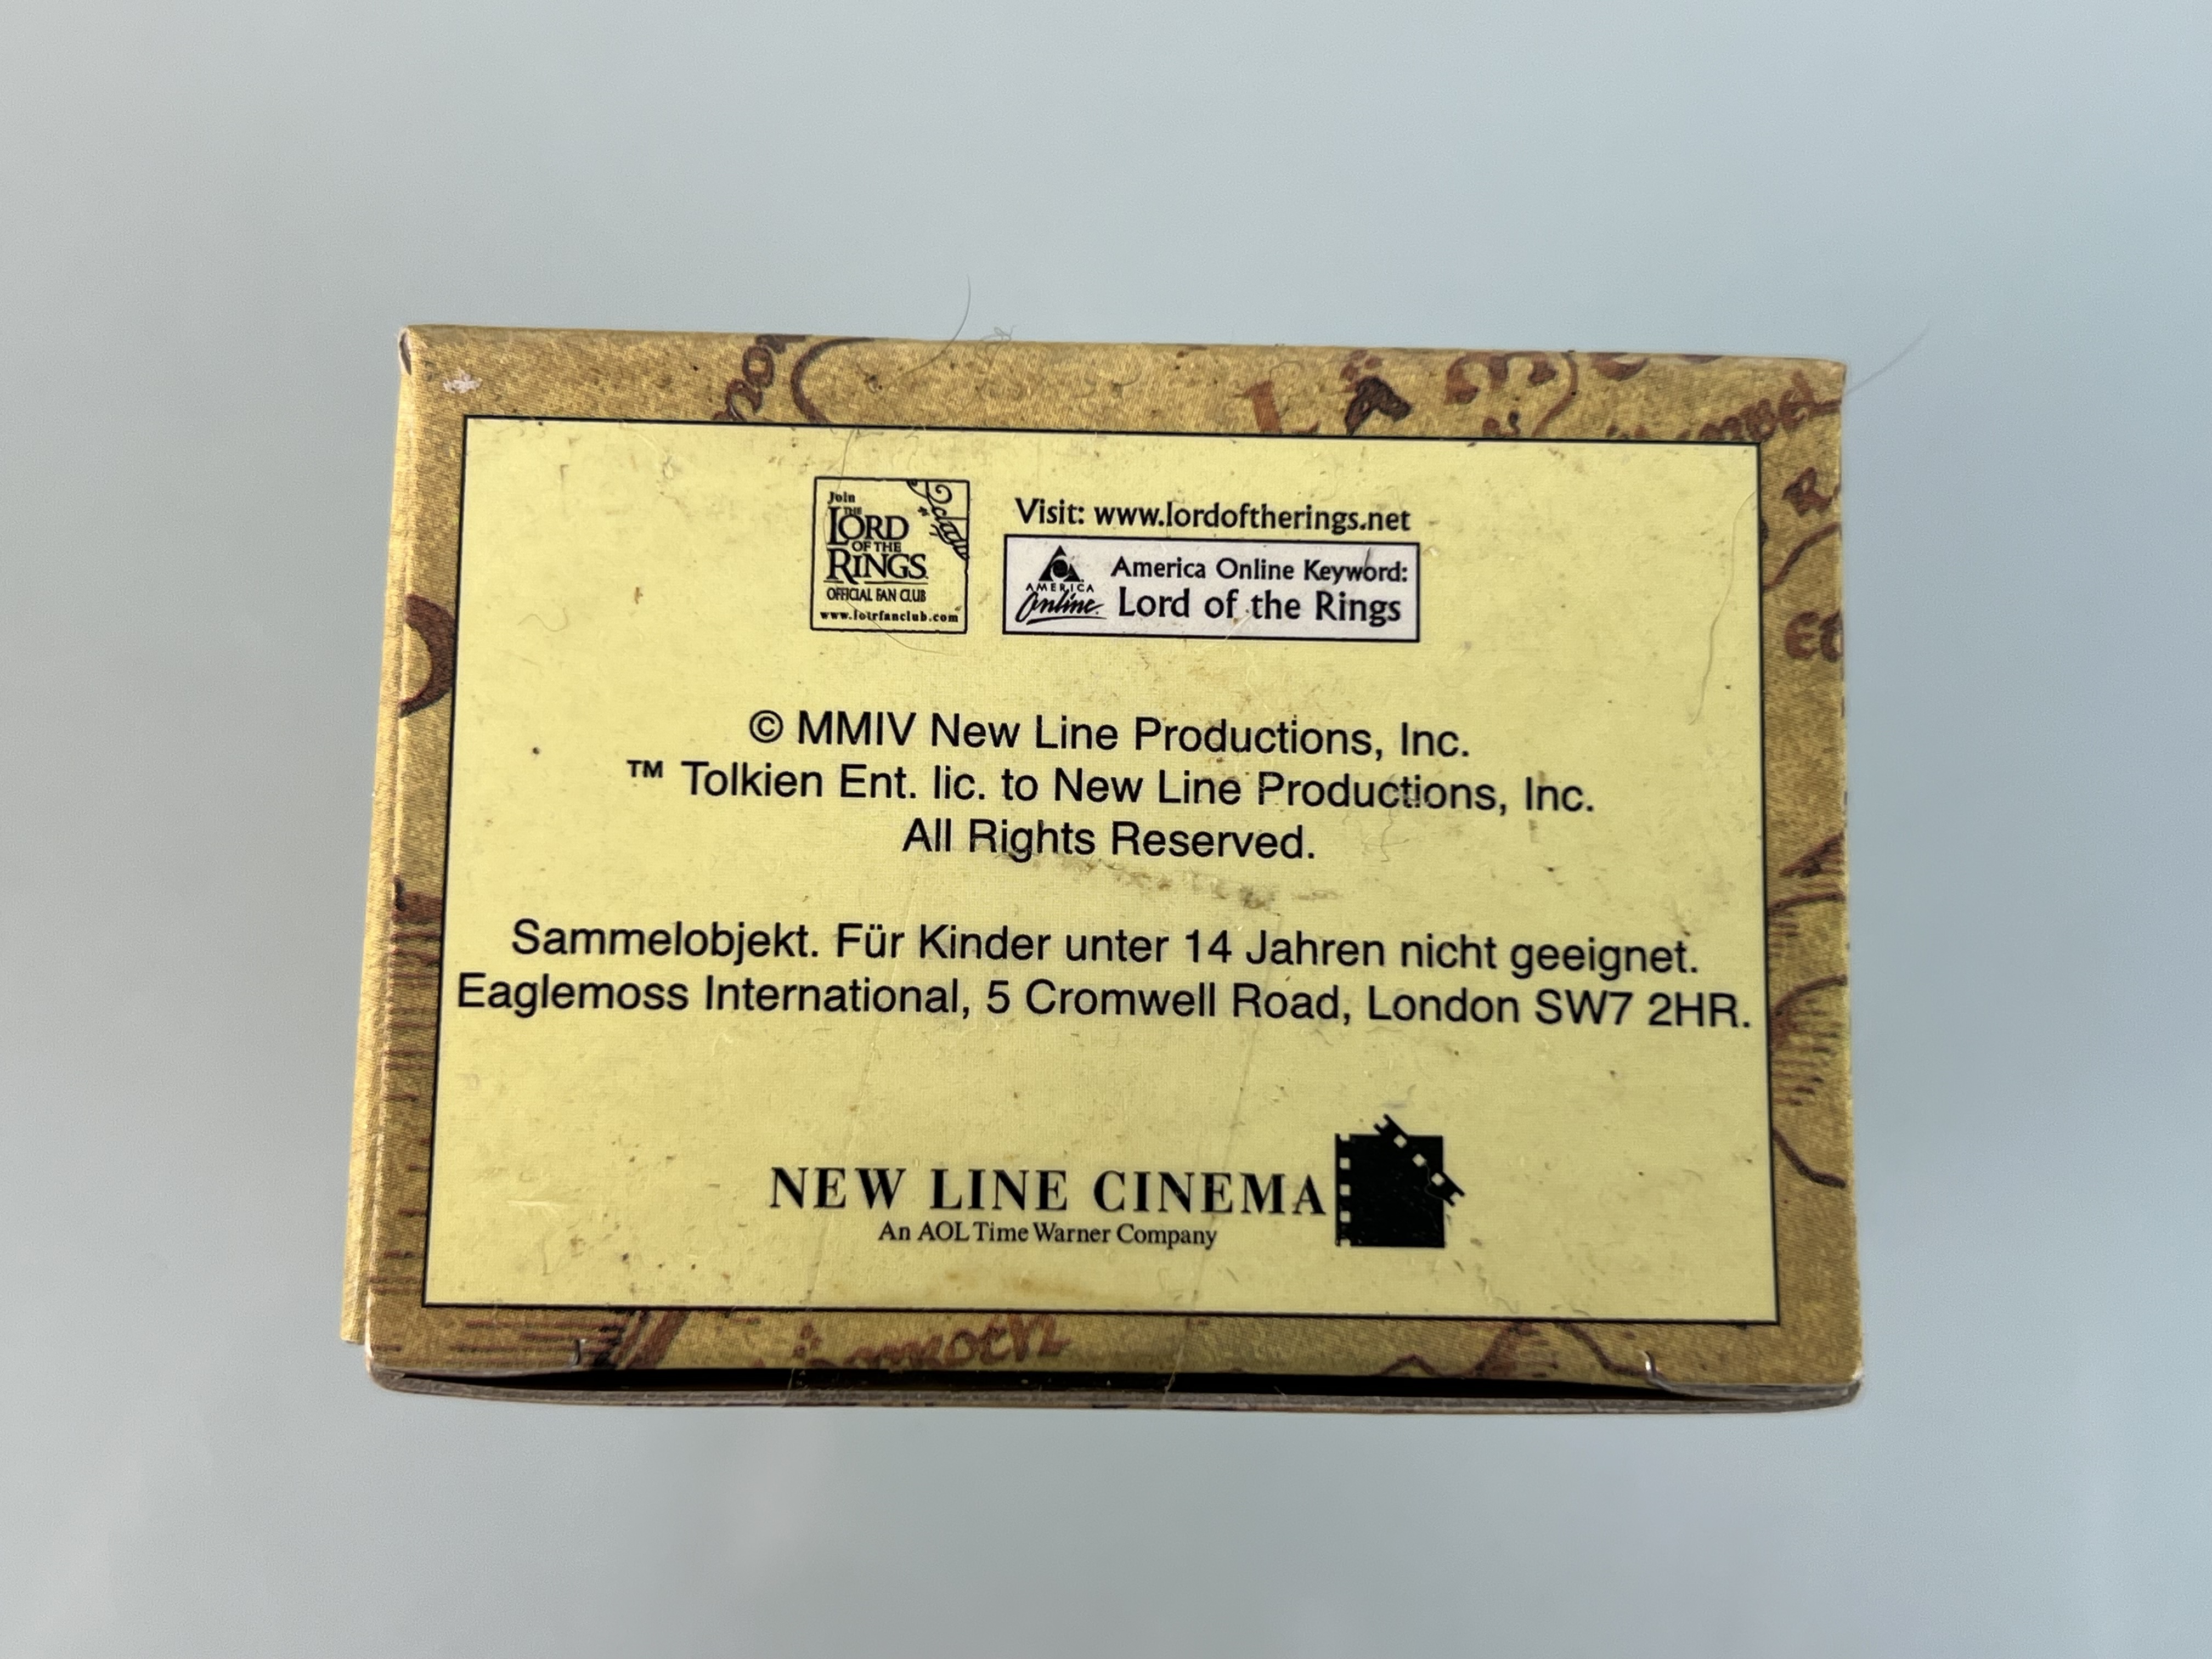 Join
THE
LORD
OF THE
RINGS
OFFICIAL FAN CLUB
www.lotrfanclub.com
Visit: www.lordoftherings.net
AMERICA
Online
America Online Keyword:
Lord of the Rings
© MMIV New Line Productions, Inc.
™ Tolkien Ent. lic. to New Line Productions, Inc.
All Rights Reserved.
Sammelobjekt. Für Kinder unter 14 Jahren nicht geeignet.
Eaglemoss International, 5 Cromwell Road, London SW7 2HR.
NEW LINE CINEMA
An AOL Time Warner Company